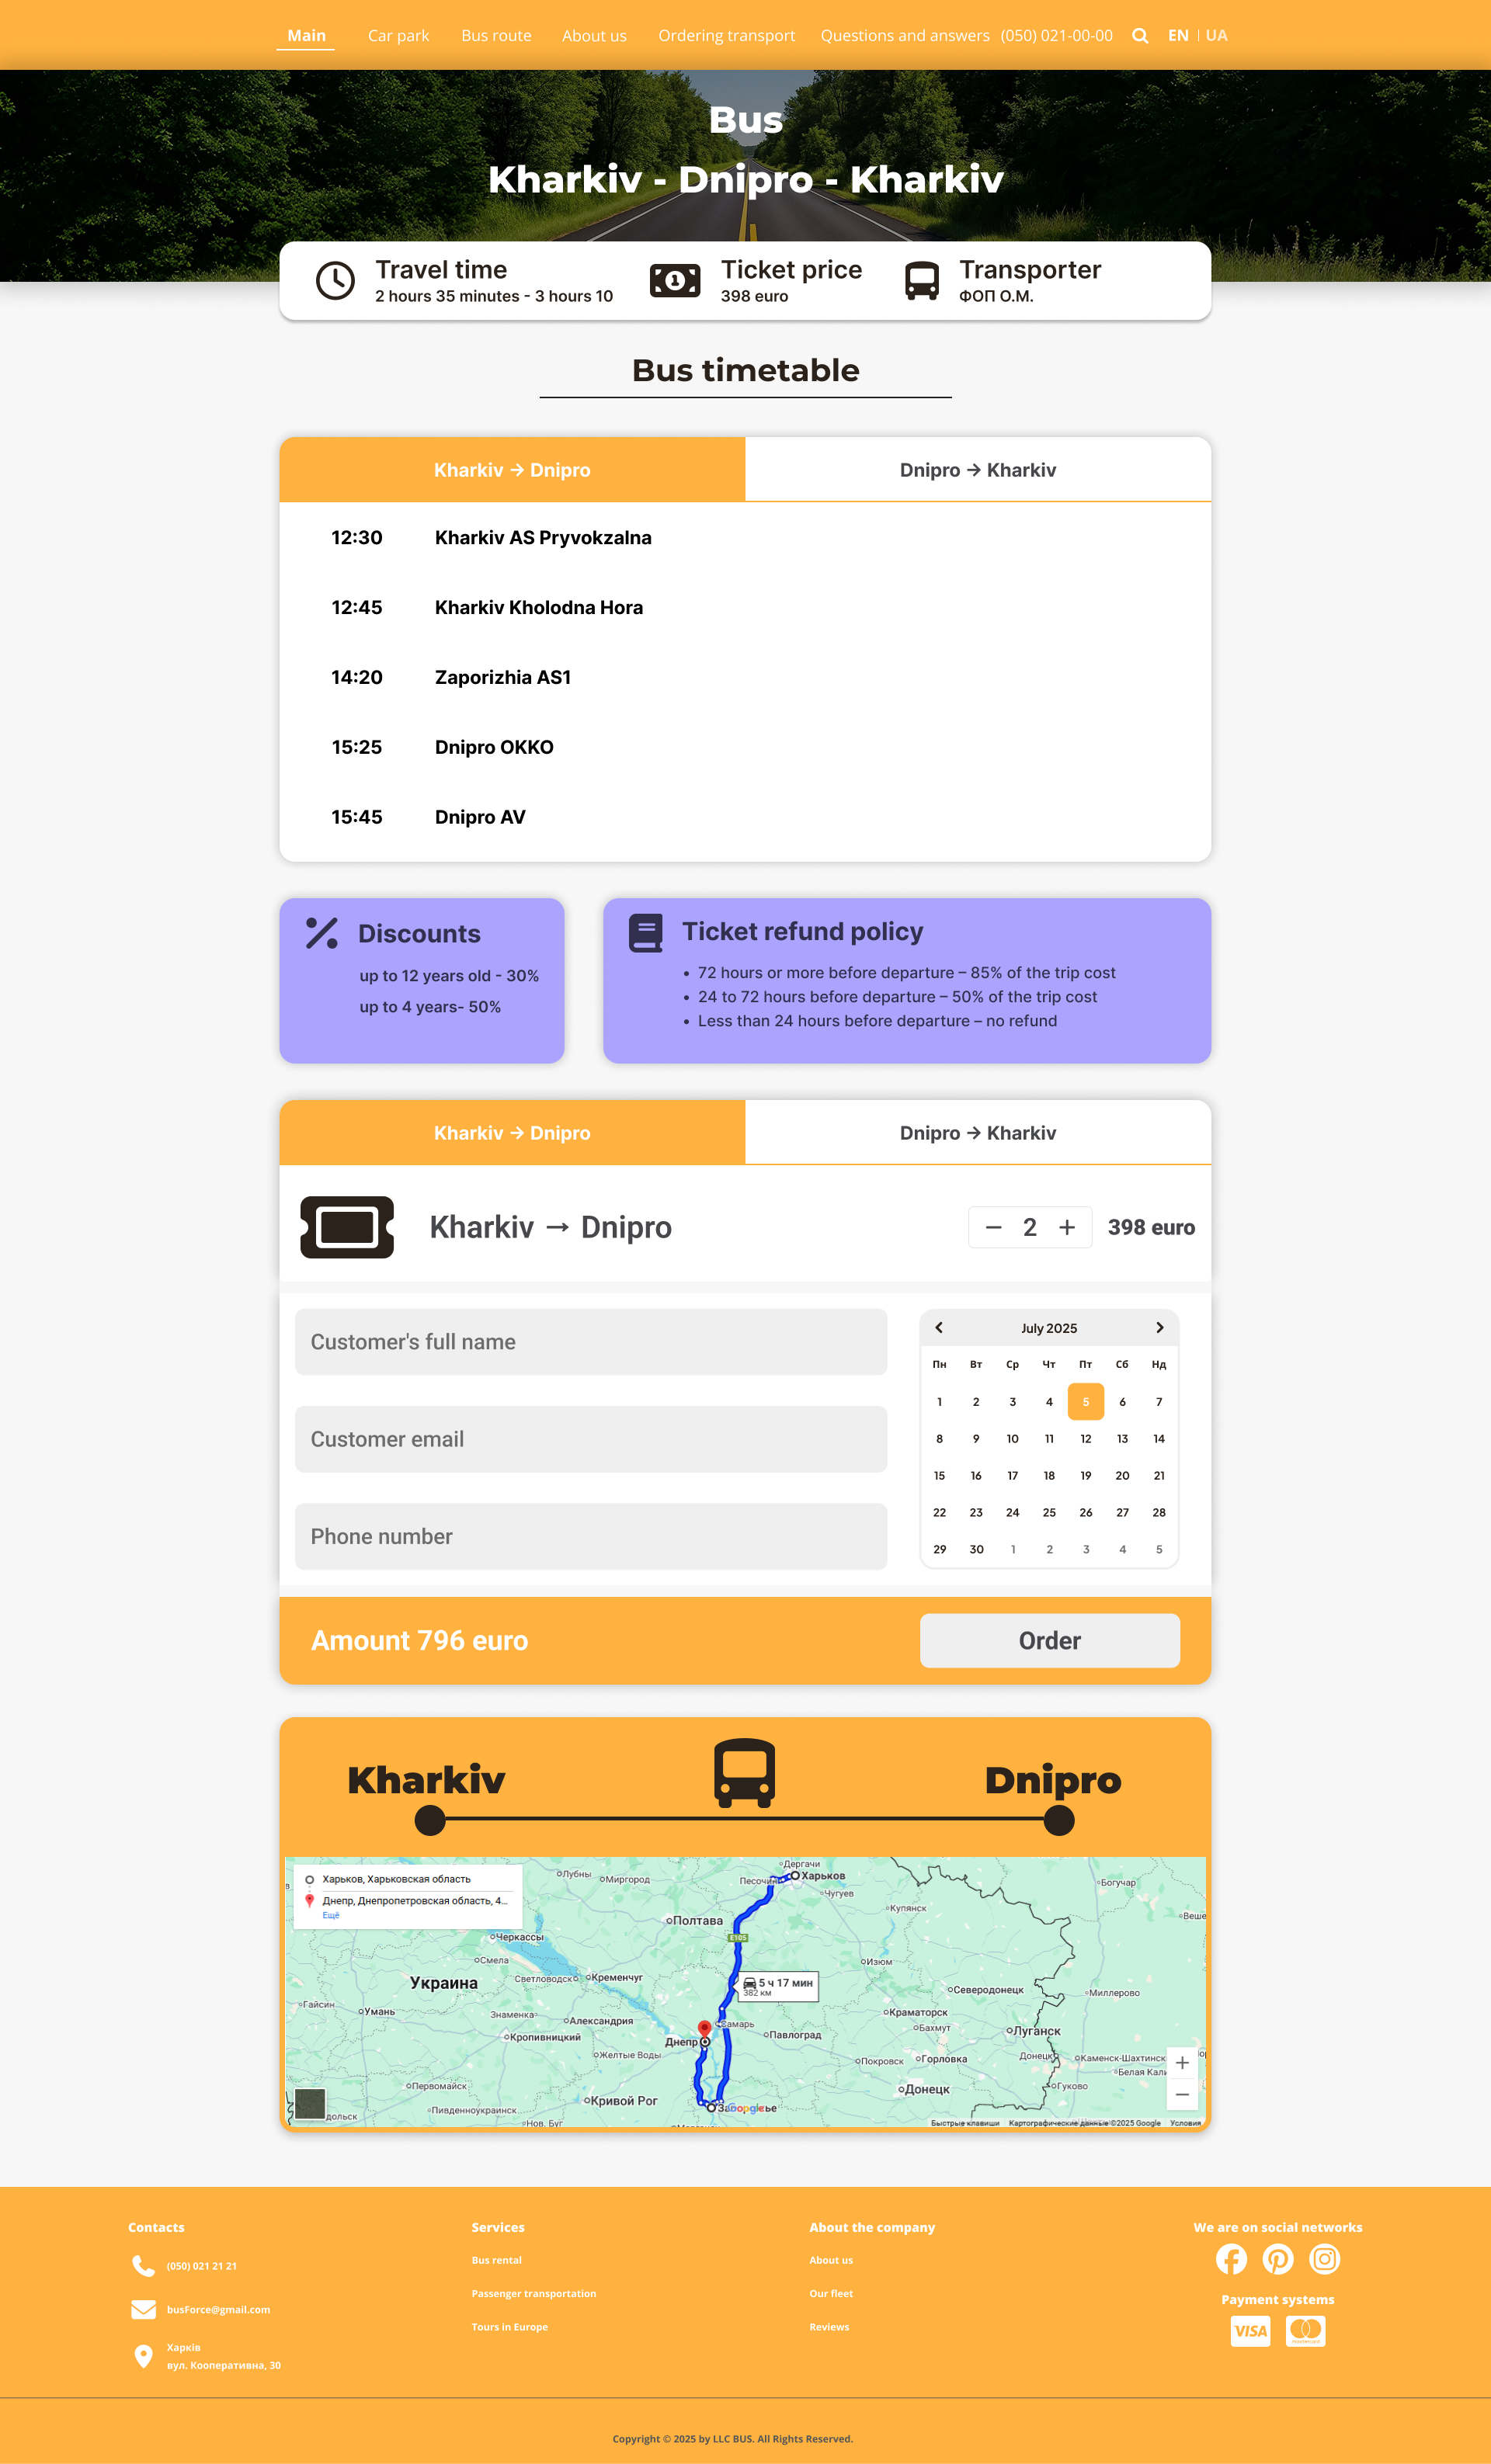 Main Car park Bus route About us Ordering transport Questions and answers (050) 021-00-00 EN | UA
Bus
Kharkiv - Dnipro - Kharkiv
Travel time
2 hours 35 minutes - 3 hours 10
Ticket price
398 euro
Transporter
ФОП О.М.
Bus timetable
Kharkiv → Dnipro
Dnipro → Kharkiv
12:30 Kharkiv AS Pryvokzalna
12:45 Kharkiv Kholodna Hora
14:20 Zaporizhia AS1
15:25 Dnipro OKKO
15:45 Dnipro AV
Discounts
up to 12 years old - 30%
up to 4 years- 50%
Ticket refund policy
• 72 hours or more before departure – 85% of the trip cost
• 24 to 72 hours before departure – 50% of the trip cost
• Less than 24 hours before departure – no refund
Kharkiv → Dnipro
Dnipro → Kharkiv
Kharkiv → Dnipro
− 2 + 398 euro
Customer's full name
Customer email
Phone number
July 2025
Пн Вт Ср Чт Пт Сб Нд
1 2 3 4 5 6 7
8 9 10 11 12 13 14
15 16 17 18 19 20 21
22 23 24 25 26 27 28
29 30 1 2 3 4 5
Amount 796 euro
Order
Kharkiv
Dnipro
Харьков, Харьковская область
Днепр, Днепропетровская область, 4...
Ещё
Лубны
Миргород
Дергачи
Песочин
Харьков
Чугуев
Богучар
Купянск
Полтава
E105
Черкассы
Смела
Изюм
Украина
Светловодск
Кременчуг
5 ч 17 мин
382 км
Северодонецк
Миллерово
Гайсин
Умань
Знаменка
Александрия
Самарь
Павлоград
Краматорск
Бахмут
Луганск
Кропивницкий
Днепр
Желтые Воды
Покровск
Горловка
Донецк
Каменск-Шахтинск
Белая Кали
Первомайск
Кривой Рог
Донецк
Гуково
Google
Південноукраинск
Нов. Буг
Быстрые клавиши Картографические данные ©2025 Google Условия
Contacts
(050) 021 21 21
busForce@gmail.com
Харків
вул. Кооперативна, 30
Services
Bus rental
Passenger transportation
Tours in Europe
About the company
About us
Our fleet
Reviews
We are on social networks
Payment systems
VISA
mastercard
Copyright © 2025 by LLC BUS. All Rights Reserved.